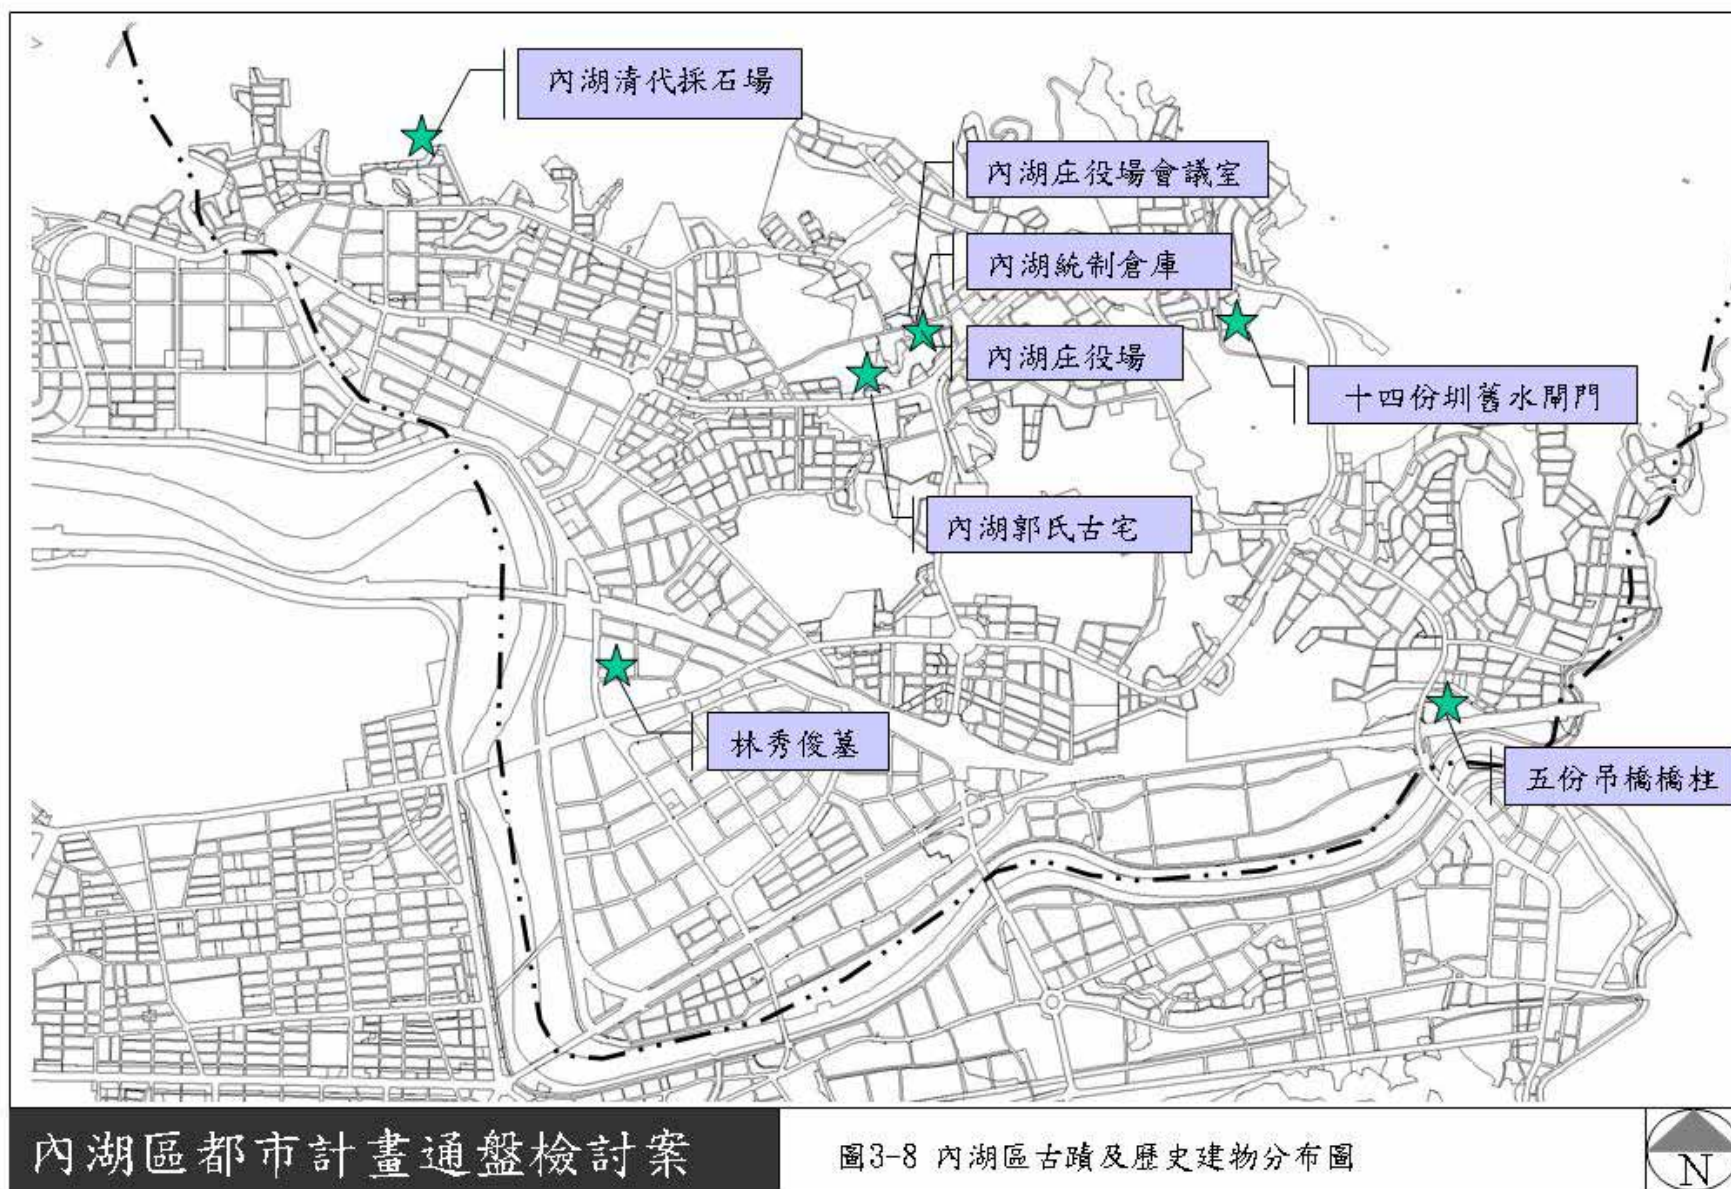 內湖清代採石場
內湖庄役場會議室
內湖統制倉庫
內湖庄役場
十四份圳舊水閘門
內湖郭氏古宅
林秀俊墓
五份吊橋橋柱
內湖區都市計畫通盤檢討案
圖3-8 內湖區古蹟及歷史建物分布圖
N